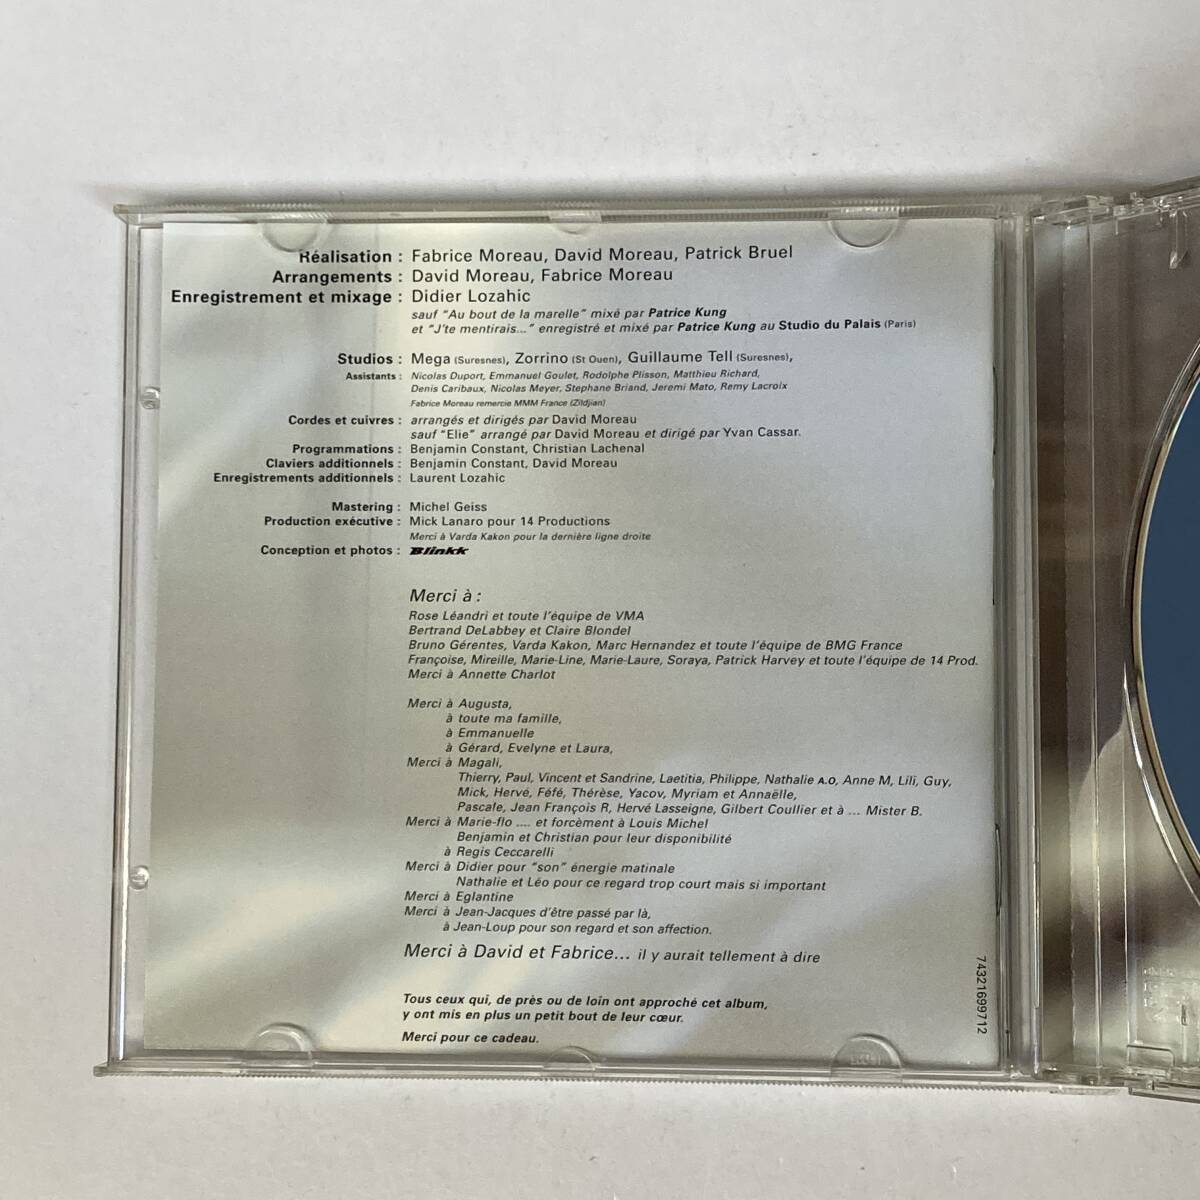 Réalisation : Fabrice Moreau, David Moreau, Patrick Bruel
Arrangements : David Moreau, Fabrice Moreau
Enregistrement et mixage : Didier Lozahic
sauf "Au bout de la marelle" mixé par Patrice Kung
et "J'te mentirais..." enregistré et mixé par Patrice Kung au Studio du Palais (Paris)
Studios : Mega (Suresnes), Zorrino (St Ouen), Guillaume Tell (Suresnes),
Assistants : Nicolas Duport, Emmanuel Goulet, Rodolphe Plisson, Matthieu Richard,
Denis Caribaux, Nicolas Meyer, Stephane Briand, Jeremi Mato, Remy Lacroix
Fabrice Moreau remercie MMM France (Zildjian)
Cordes et cuivres : arrangés et dirigés par David Moreau
sauf "Elie" arrangé par David Moreau et dirigé par Yvan Cassar.
Programmations : Benjamin Constant, Christian Lachenal
Claviers additionnels : Benjamin Constant, David Moreau
Enregistrements additionnels : Laurent Lozahic
Mastering : Michel Geiss
Production exécutive : Mick Lanaro pour 14 Productions
Merci à Varda Kakon pour la dernière ligne droite
Conception et photos : Blinkk
Merci à :
Rose Léandri et toute l'équipe de VMA
Bertrand DeLabbey et Claire Blondel
Bruno Gérentes, Varda Kakon, Marc Hernandez et toute l'équipe de BMG France
Françoise, Mireille, Marie-Line, Marie-Laure, Soraya, Patrick Harvey et toute l'équipe de 14 Prod.
Merci à Annette Charlot
Merci à Augusta,
à toute ma famille,
à Emmanuelle
à Gérard, Evelyne et Laura,
Merci à Magali,
Thierry, Paul, Vincent et Sandrine, Laetitia, Philippe, Nathalie A.O, Anne M, Lili, Guy,
Mick, Hervé, Féfé, Thérèse, Yacov, Myriam et Annaëlle,
Pascale, Jean François R, Hervé Lasseigne, Gilbert Coullier et à ... Mister B.
Merci à Marie-flo .... et forcèment à Louis Michel
Benjamin et Christian pour leur disponibilité
à Regis Ceccarelli
Merci à Didier pour "son" énergie matinale
Nathalie et Léo pour ce regard trop court mais si important
Merci à Eglantine
Merci à Jean-Jacques d'être passé par là,
à Jean-Loup pour son regard et son affection.
Merci à David et Fabrice... il y aurait tellement à dire
Tous ceux qui, de près ou de loin ont approché cet album,
y ont mis en plus un petit bout de leur cœur.
Merci pour ce cadeau.
74321699712